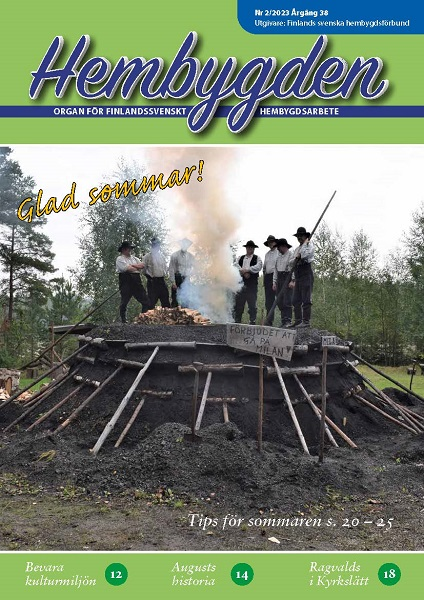 Nr 2/2023 Årgång 38
Utgivare: Finlands svenska hembygdsförbund
Hembygden
ORGAN FÖR FINLANDSSVENSKT HEMBYGDSARBETE
Glad sommar!
FÖRBJUDET AT
GÅ PÅ
MILAN
Tips för sommaren s. 20 – 25
Bevara
kulturmiljön 12
Augusts
historia 14
Ragvalds
i Kyrkslätt 18